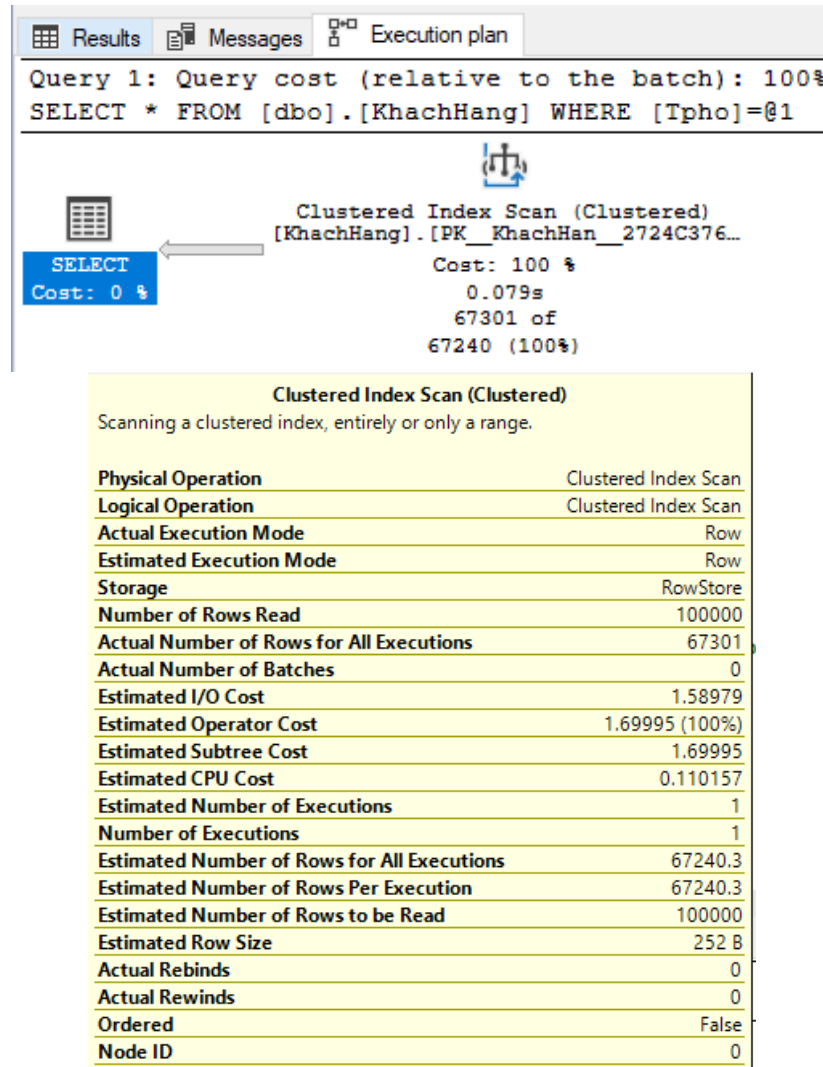 Results Messages Execution plan
Query 1: Query cost (relative to the batch): 100%
SELECT * FROM [dbo].[KhachHang] WHERE [Tpho]=@1
Clustered Index Scan (Clustered)
[KhachHang].[PK__KhachHan__2724C376…
SELECT
Cost: 0 %
Cost: 100 %
0.079s
67301 of
67240 (100%)
Clustered Index Scan (Clustered)
Scanning a clustered index, entirely or only a range.
Physical Operation Clustered Index Scan
Logical Operation Clustered Index Scan
Actual Execution Mode Row
Estimated Execution Mode Row
Storage RowStore
Number of Rows Read 100000
Actual Number of Rows for All Executions 67301
Actual Number of Batches 0
Estimated I/O Cost 1.58979
Estimated Operator Cost 1.69995 (100%)
Estimated Subtree Cost 1.69995
Estimated CPU Cost 0.110157
Estimated Number of Executions 1
Number of Executions 1
Estimated Number of Rows for All Executions 67240.3
Estimated Number of Rows Per Execution 67240.3
Estimated Number of Rows to be Read 100000
Estimated Row Size 252 B
Actual Rebinds 0
Actual Rewinds 0
Ordered False
Node ID 0